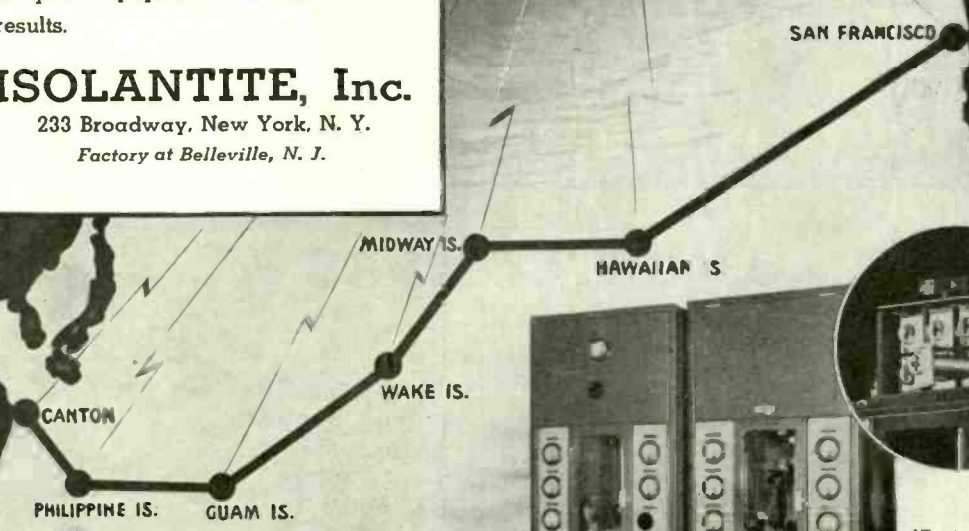 results.
ISOLANTITE, Inc.
233 Broadway, New York, N. Y.
Factory at Belleville, N. J.
SAN FRANCISCO
MIDWAY IS.
HAWAIIAN S
WAKE IS.
CANTON
PHILIPPINE IS.
GUAM IS.